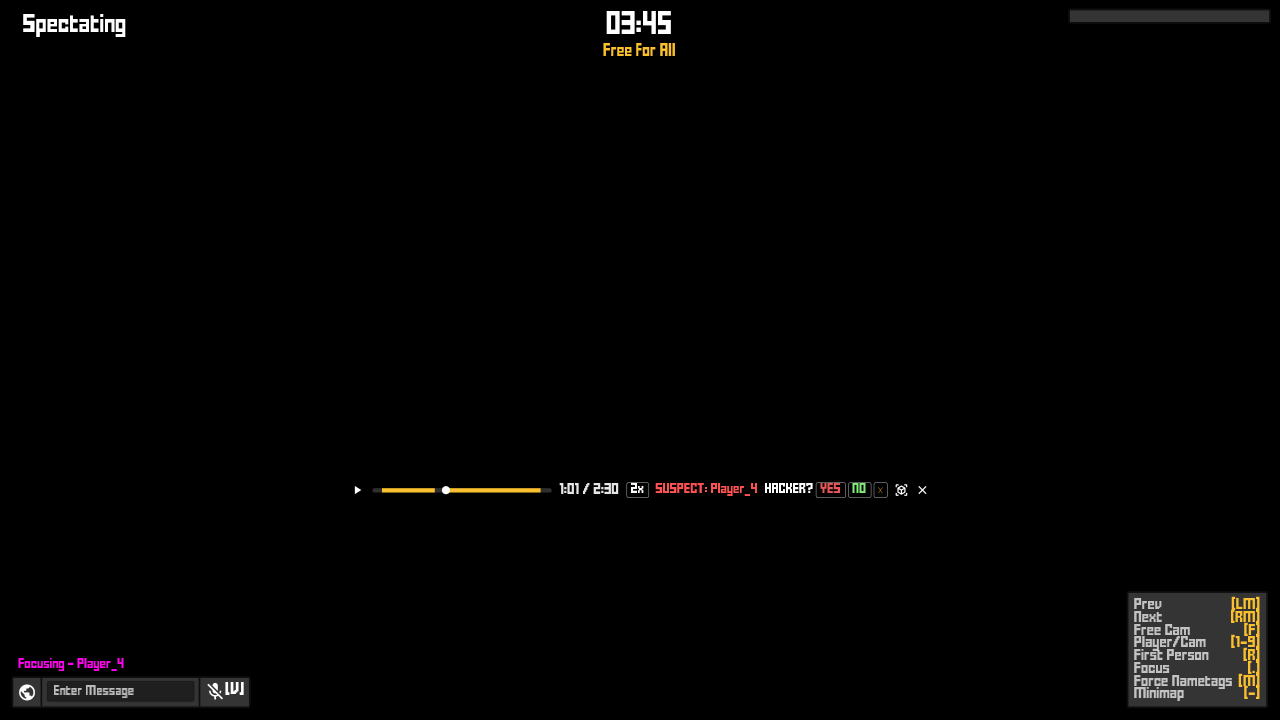 Spectating
03:45
Free For All
1:01 / 2:30 2x SUSPECT: Player_4 HACKER? YES NO x
Prev [LM]
Next [RM]
Free Cam [F]
Player/Cam [1-9]
First Person [R]
Focus [.]
Force Nametags [M]
Minimap [-]
Focusing - Player_4
Enter Message [V]